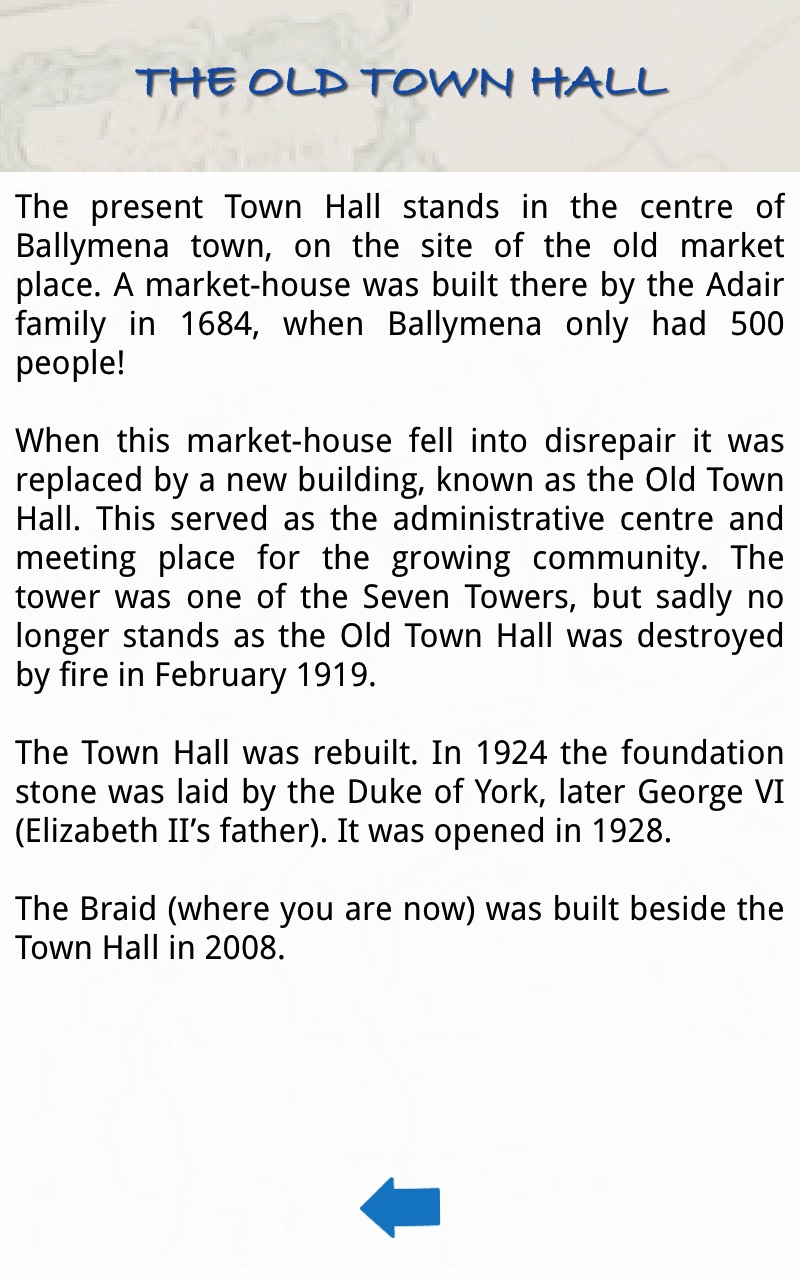 THE OLD TOWN HALL
The present Town Hall stands in the centre of
Ballymena town, on the site of the old market
place. A market-house was built there by the Adair
family in 1684, when Ballymena only had 500
people!
When this market-house fell into disrepair it was
replaced by a new building, known as the Old Town
Hall. This served as the administrative centre and
meeting place for the growing community. The
tower was one of the Seven Towers, but sadly no
longer stands as the Old Town Hall was destroyed
by fire in February 1919.
The Town Hall was rebuilt. In 1924 the foundation
stone was laid by the Duke of York, later George VI
(Elizabeth II’s father). It was opened in 1928.
The Braid (where you are now) was built beside the
Town Hall in 2008.